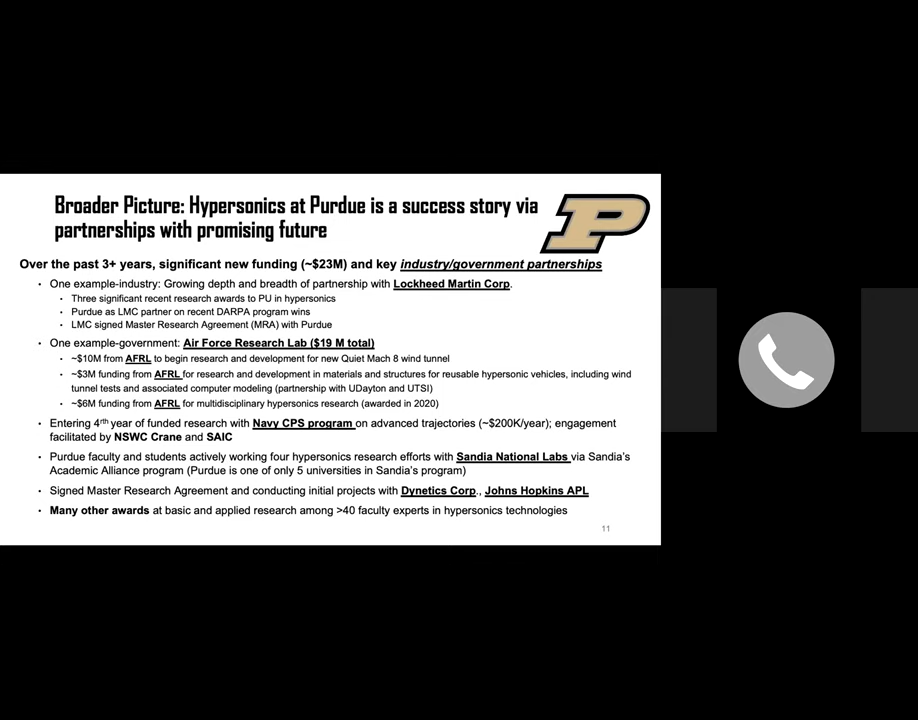 Broader Picture: Hypersonics at Purdue is a success story via
partnerships with promising future
P
Over the past 3+ years, significant new funding (~$23M) and key industry/government partnerships
• One example-industry: Growing depth and breadth of partnership with Lockheed Martin Corp.
• Three significant recent research awards to PU in hypersonics
• Purdue as LMC partner on recent DARPA program wins
• LMC signed Master Research Agreement (MRA) with Purdue
• One example-government: Air Force Research Lab ($19 M total)
• ~$10M from AFRL to begin research and development for new Quiet Mach 8 wind tunnel
• ~$3M funding from AFRL for research and development in materials and structures for reusable hypersonic vehicles, including wind
tunnel tests and associated computer modeling (partnership with UDayton and UTSI)
• ~$6M funding from AFRL for multidisciplinary hypersonics research (awarded in 2020)
• Entering 4rth year of funded research with Navy CPS program on advanced trajectories (~$200K/year); engagement
facilitated by NSWC Crane and SAIC
• Purdue faculty and students actively working four hypersonics research efforts with Sandia National Labs via Sandia's
Academic Alliance program (Purdue is one of only 5 universities in Sandia's program)
• Signed Master Research Agreement and conducting initial projects with Dynetics Corp., Johns Hopkins APL
• Many other awards at basic and applied research among >40 faculty experts in hypersonics technologies
11